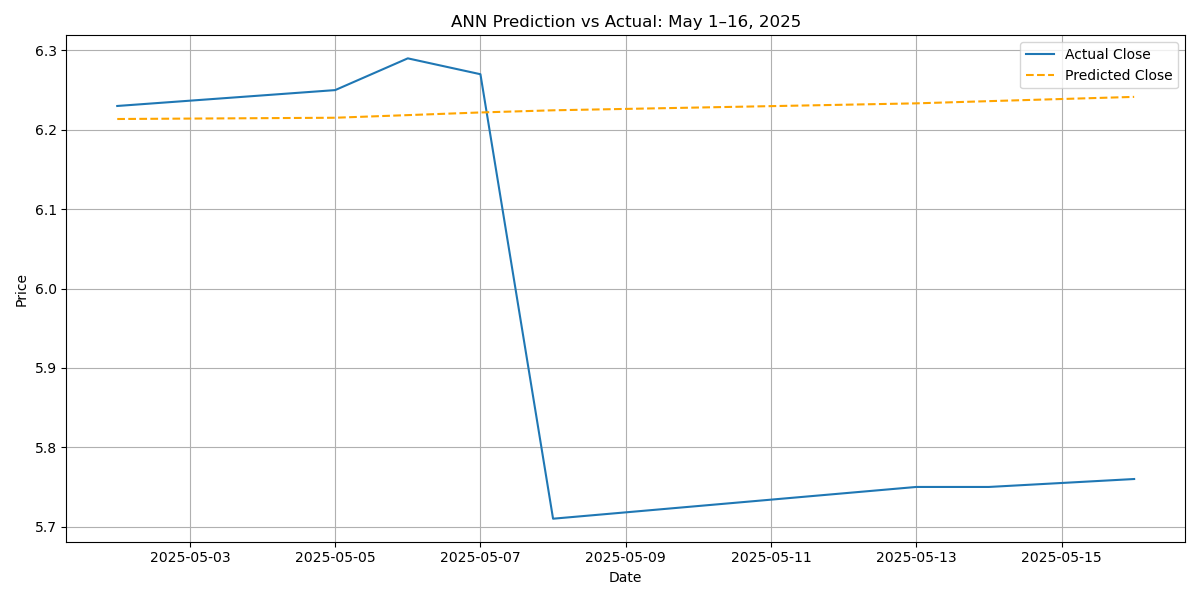 ANN Prediction vs Actual: May 1–16, 2025
Actual Close
Predicted Close
Price
6.3
6.2
6.1
6.0
5.9
5.8
5.7
2025-05-03 2025-05-05 2025-05-07 2025-05-09 2025-05-11 2025-05-13 2025-05-15
Date